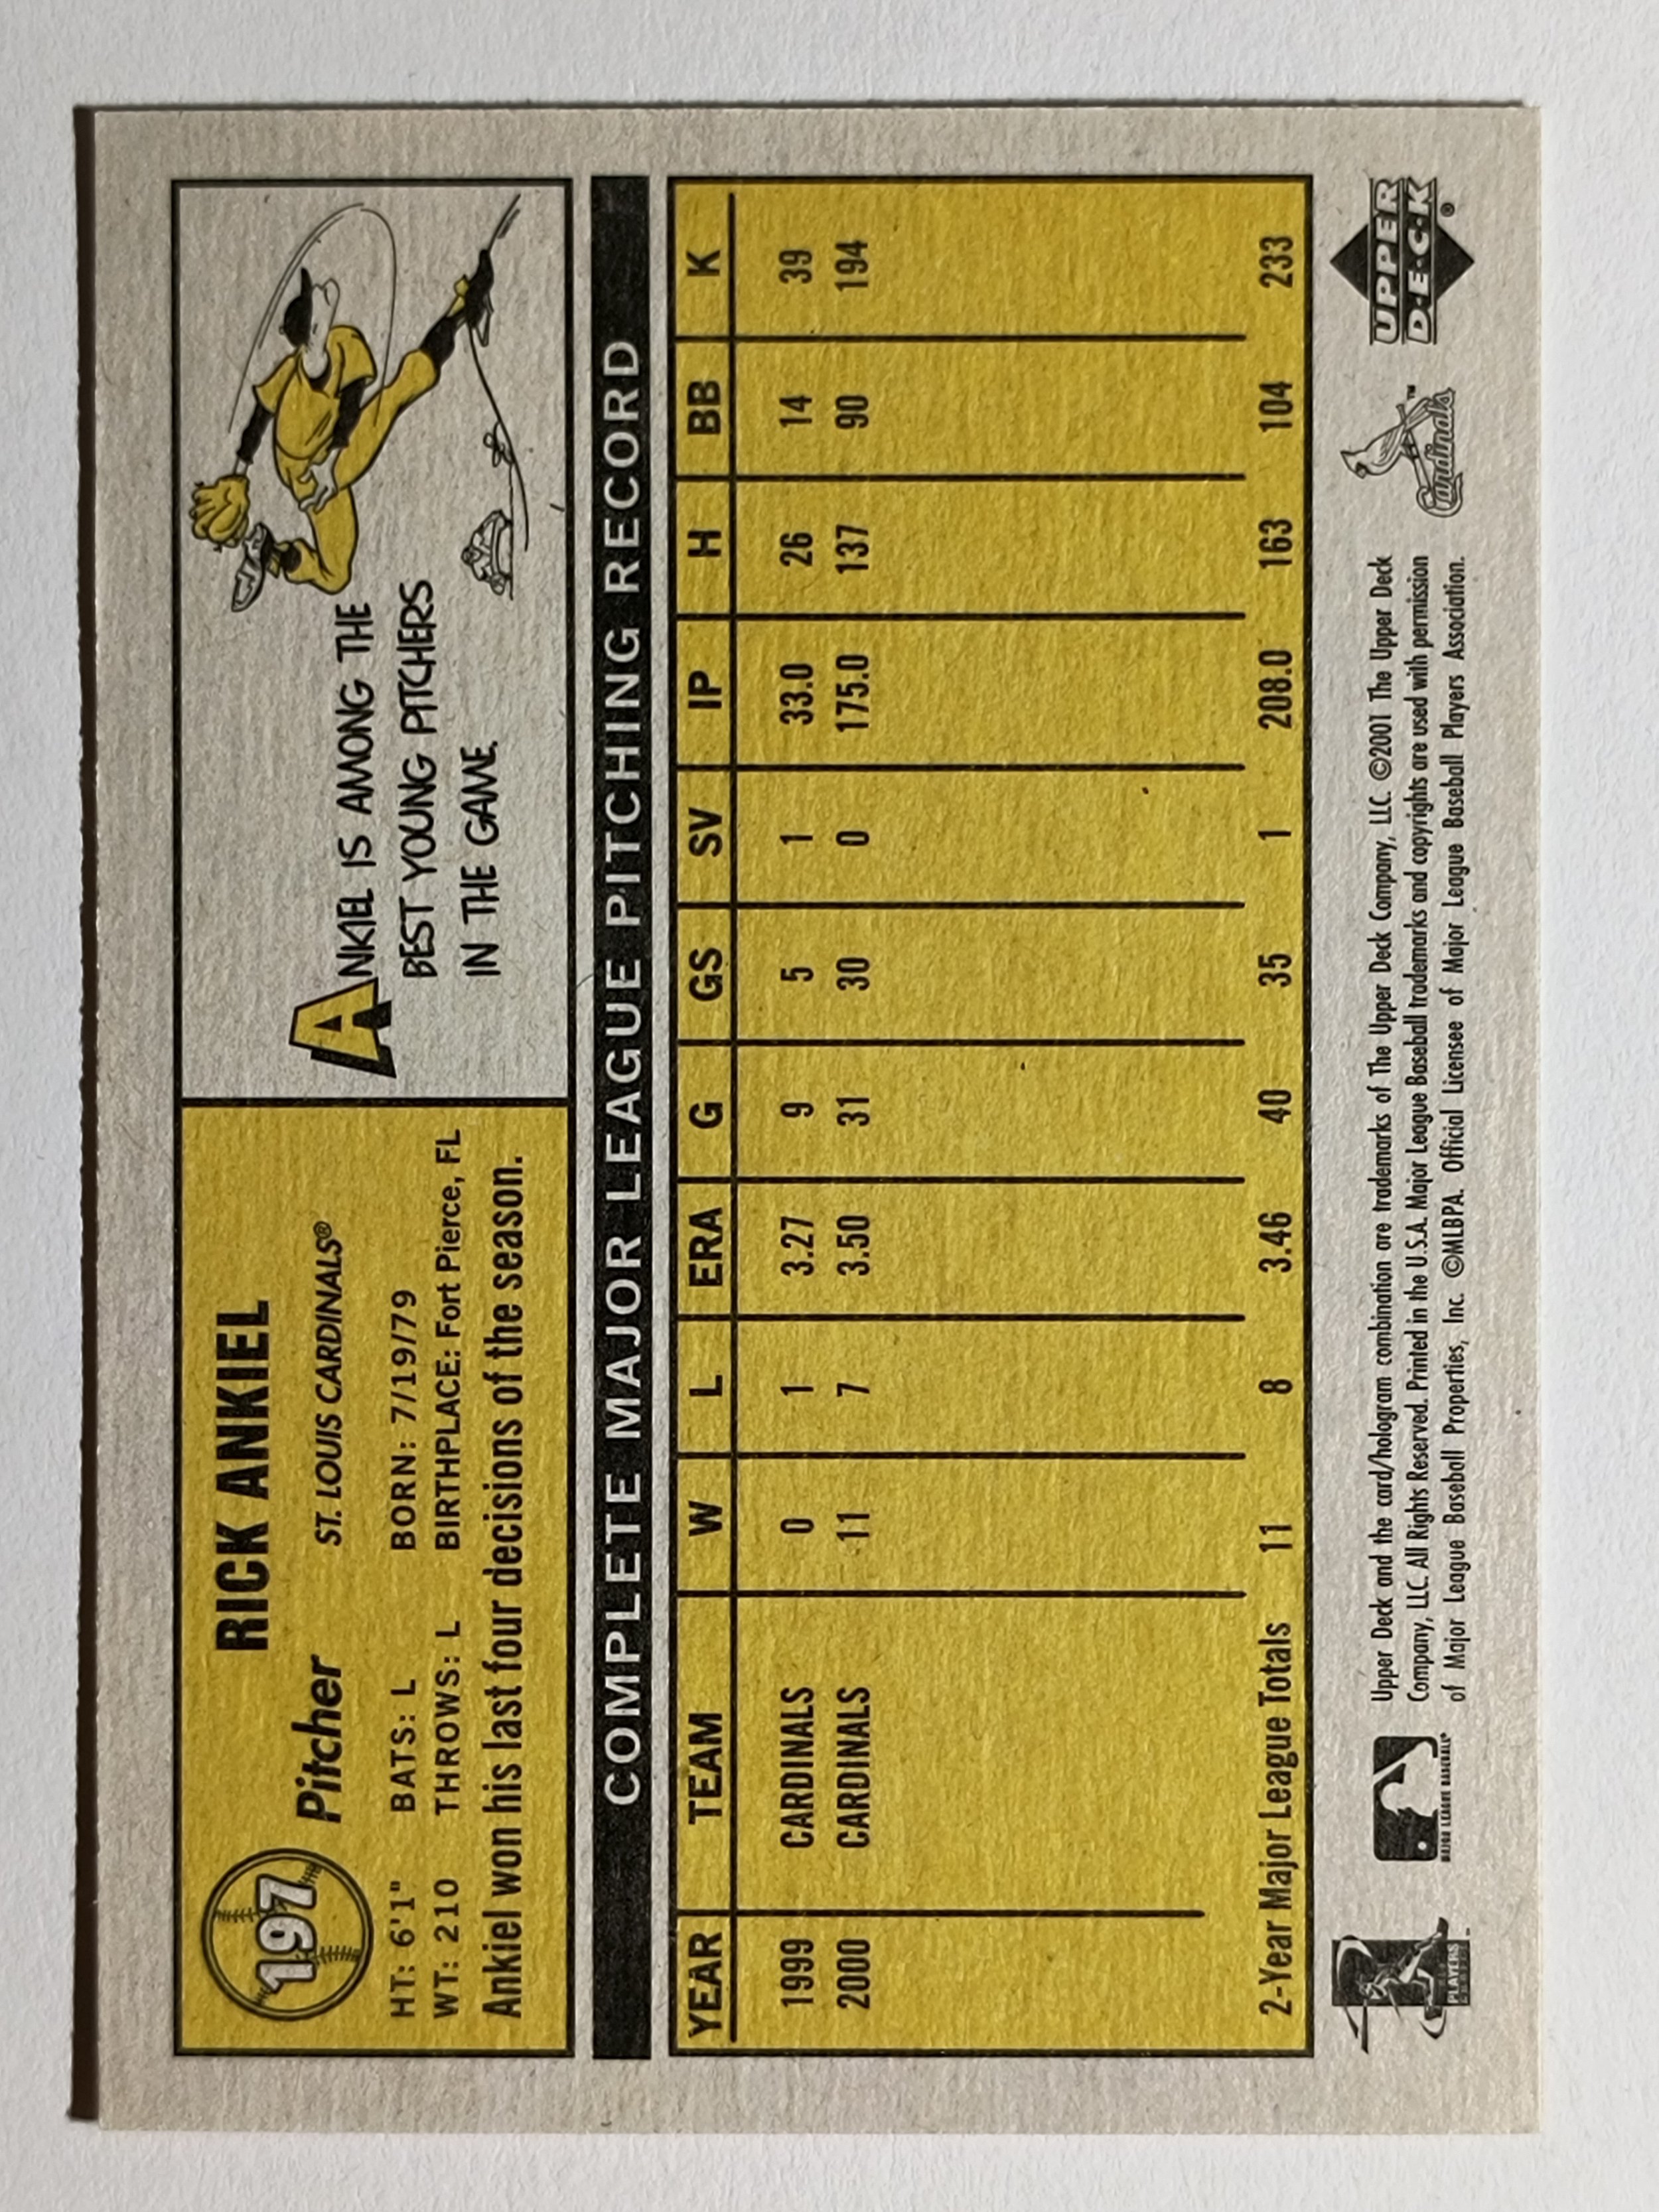 197
RICK ANKIEL
Pitcher ST. LOUIS CARDINALS®
HT: 6'1" BATS: L BORN: 7/19/79
WT: 210 THROWS: L BIRTHPLACE: Fort Pierce, FL
Ankiel won his last four decisions of the season.
ANKIEL IS AMONG THE
BEST YOUNG PITCHERS
IN THE GAME.
COMPLETE MAJOR LEAGUE PITCHING RECORD
YEAR TEAM W L ERA G GS SV IP H BB K
1999 CARDINALS 0 1 3.27 9 5 1 33.0 26 14 39
2000 CARDINALS 11 7 3.50 31 30 0 175.0 137 90 194
2-Year Major League Totals 11 8 3.46 40 35 1 208.0 163 104 233
PLAYERS
MAJOR LEAGUE BASEBALL®
Upper Deck and the card/hologram combination are trademarks of The Upper Deck Company, LLC. ©2001 The Upper Deck
Company, LLC. All Rights Reserved. Printed in the U.S.A. Major League Baseball trademarks and copyrights are used with permission
of Major League Baseball Properties, Inc. ©MLBPA. Official Licensee of Major League Baseball Players Association.
Cardinals™
UPPER
D·E·C·K®